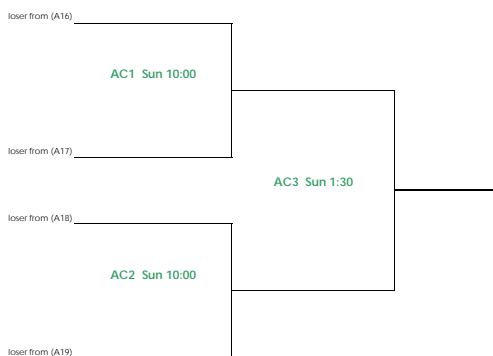 loser from (A16)
AC1 Sun 10:00
loser from (A17)
AC3 Sun 1:30
loser from (A18)
AC2 Sun 10:00
loser from (A19)